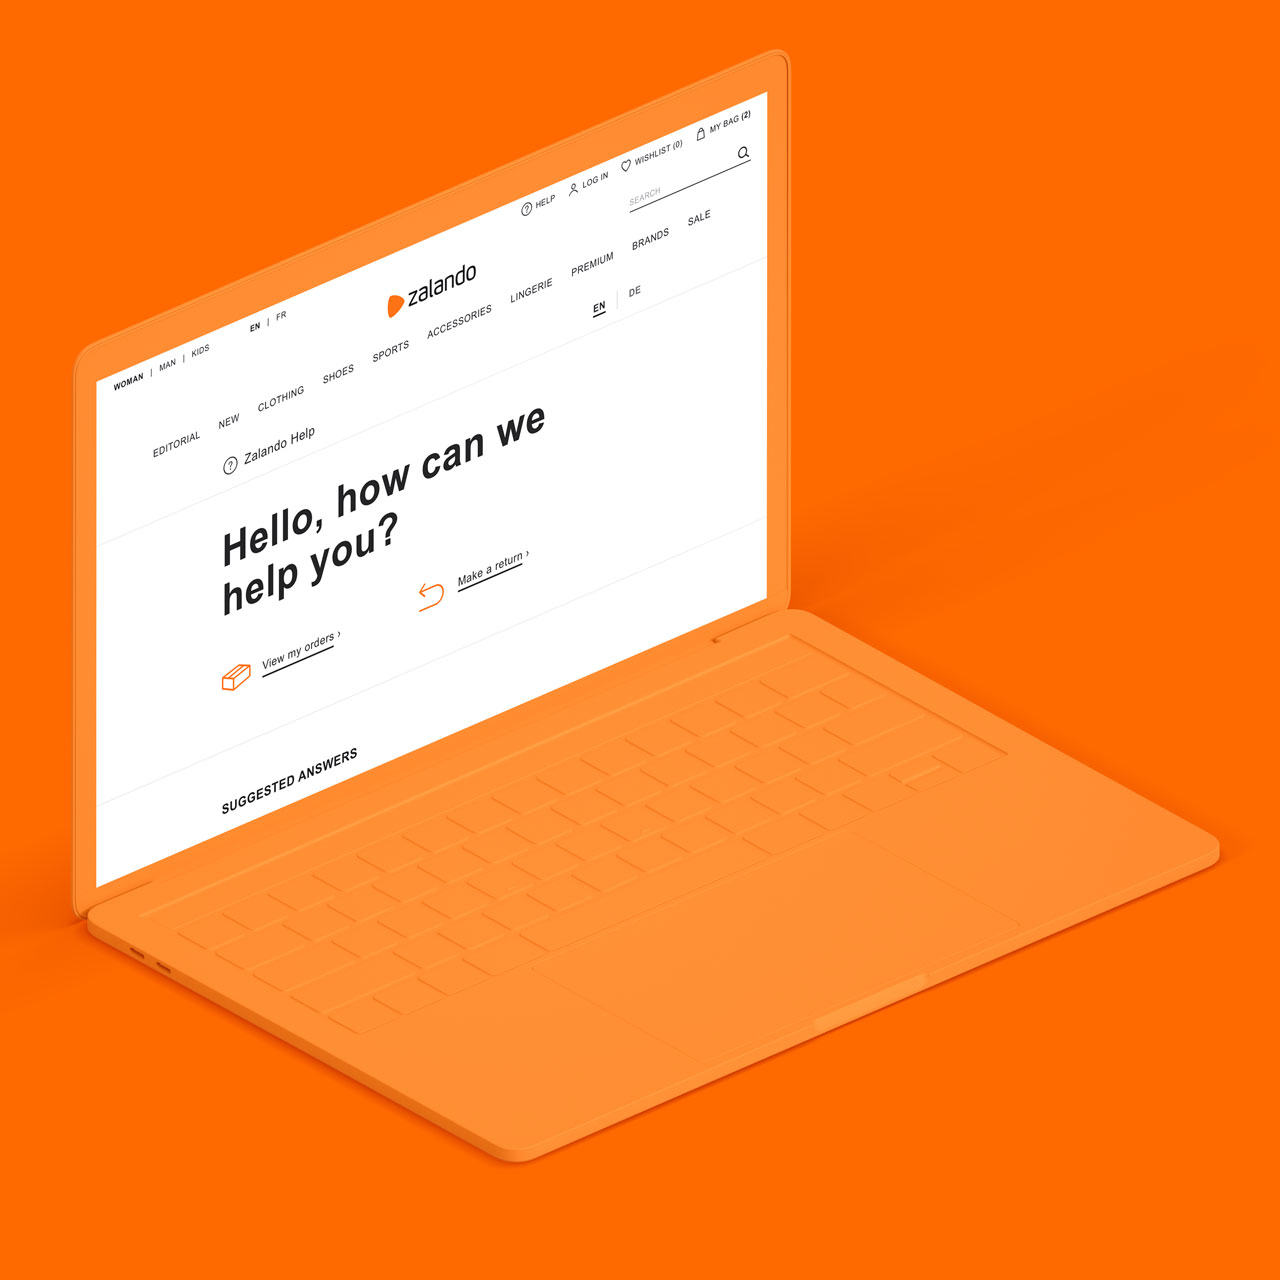 HELP LOG IN WISHLIST (0) MY BAG (2)
SEARCH
WOMAN | MAN | KIDS EN | FR
zalando
EDITORIAL NEW CLOTHING SHOES SPORTS ACCESSORIES LINGERIE PREMIUM BRANDS SALE
? Zalando Help
EN | DE
Hello, how can we
help you?
View my orders ›
Make a return ›
SUGGESTED ANSWERS